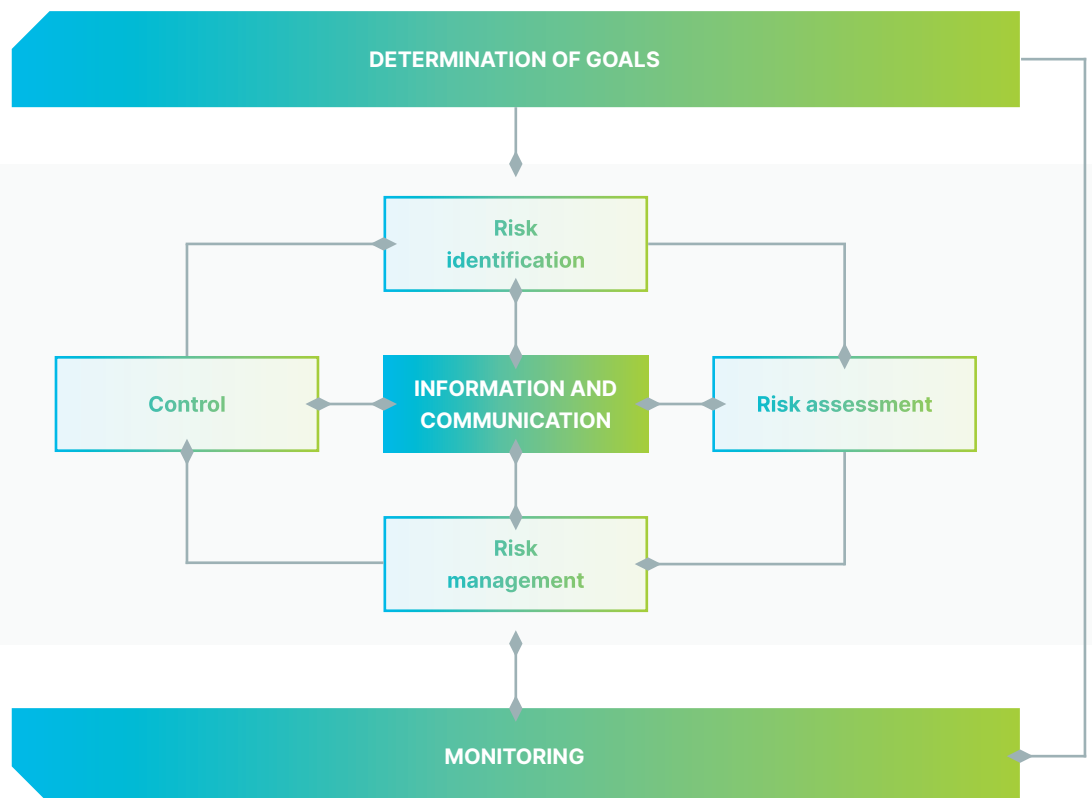 DETERMINATION OF GOALS
Risk
identification
Control
INFORMATION AND
COMMUNICATION
Risk assessment
Risk
management
MONITORING